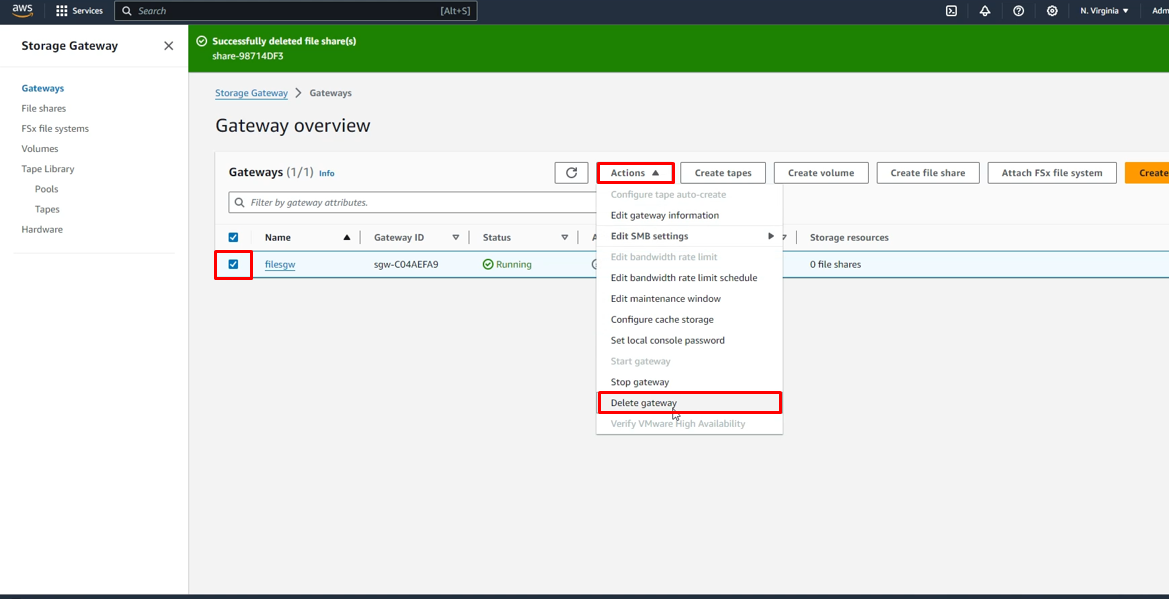 aws Services Search [Alt+S] N. Virginia Adm
Storage Gateway
Gateways
File shares
FSx file systems
Volumes
Tape Library
Pools
Tapes
Hardware
Successfully deleted file share(s)
share-98714DF3
Storage Gateway > Gateways
Gateway overview
Gateways (1/1) Info
Actions Create tapes Create volume Create file share Attach FSx file system Create
Filter by gateway attributes.
Name Gateway ID Status A Storage resources
filesgw sgw-C04AEFA9 Running 0 file shares
Configure tape auto-create
Edit gateway information
Edit SMB settings
Edit bandwidth rate limit
Edit bandwidth rate limit schedule
Edit maintenance window
Configure cache storage
Set local console password
Start gateway
Stop gateway
Delete gateway
Verify VMware High Availability